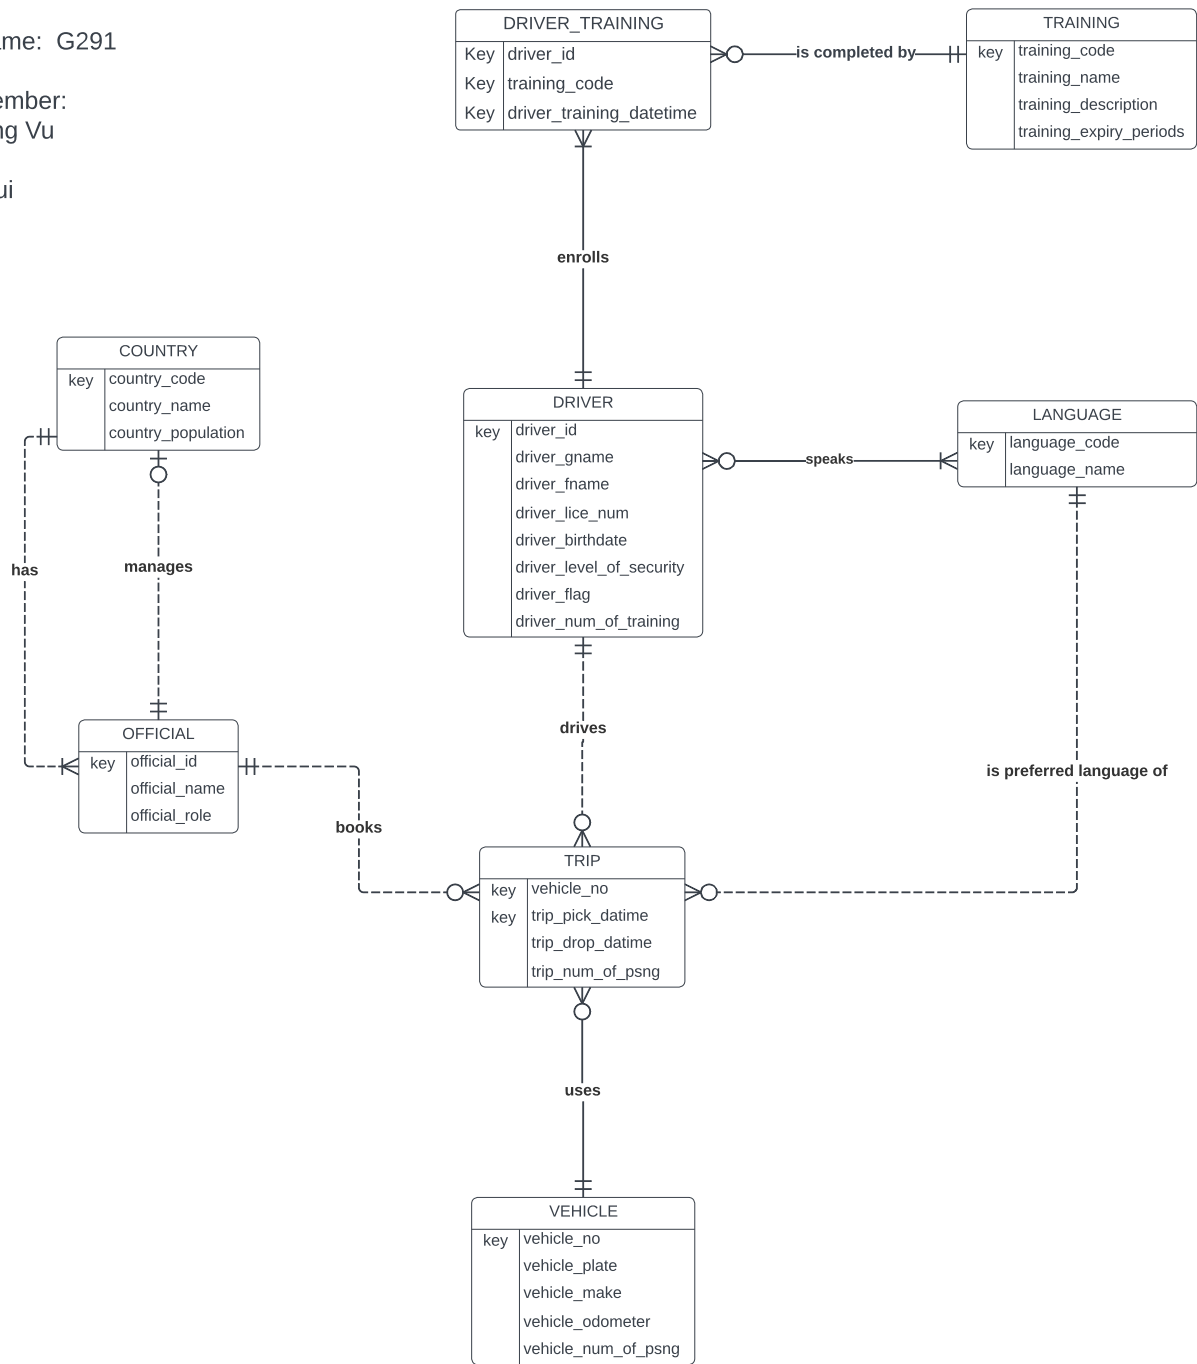 ame: G291
ember:
ng Vu
ui
DRIVER_TRAINING
Key driver_id
Key training_code
Key driver_training_datetime
is completed by
TRAINING
key training_code
training_name
training_description
training_expiry_periods
enrolls
COUNTRY
key country_code
country_name
country_population
DRIVER
key driver_id
driver_gname
driver_fname
driver_lice_num
driver_birthdate
driver_level_of_security
driver_flag
driver_num_of_training
speaks
LANGUAGE
key language_code
language_name
has
manages
drives
is preferred language of
OFFICIAL
key official_id
official_name
official_role
books
TRIP
key vehicle_no
key trip_pick_datime
trip_drop_datime
trip_num_of_psng
uses
VEHICLE
key vehicle_no
vehicle_plate
vehicle_make
vehicle_odometer
vehicle_num_of_psng